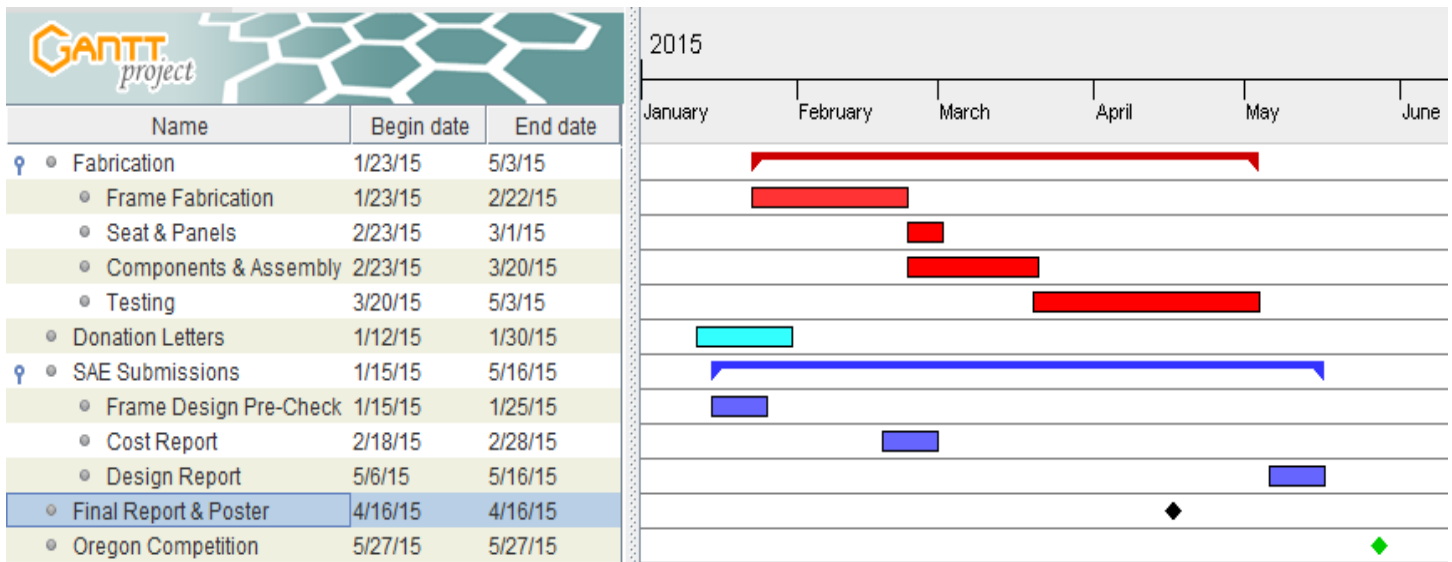 GANTT
project
2015
January February March April May June
Name Begin date End date
Fabrication 1/23/15 5/3/15
Frame Fabrication 1/23/15 2/22/15
Seat & Panels 2/23/15 3/1/15
Components & Assembly 2/23/15 3/20/15
Testing 3/20/15 5/3/15
Donation Letters 1/12/15 1/30/15
SAE Submissions 1/15/15 5/16/15
Frame Design Pre-Check 1/15/15 1/25/15
Cost Report 2/18/15 2/28/15
Design Report 5/6/15 5/16/15
Final Report & Poster 4/16/15 4/16/15
Oregon Competition 5/27/15 5/27/15